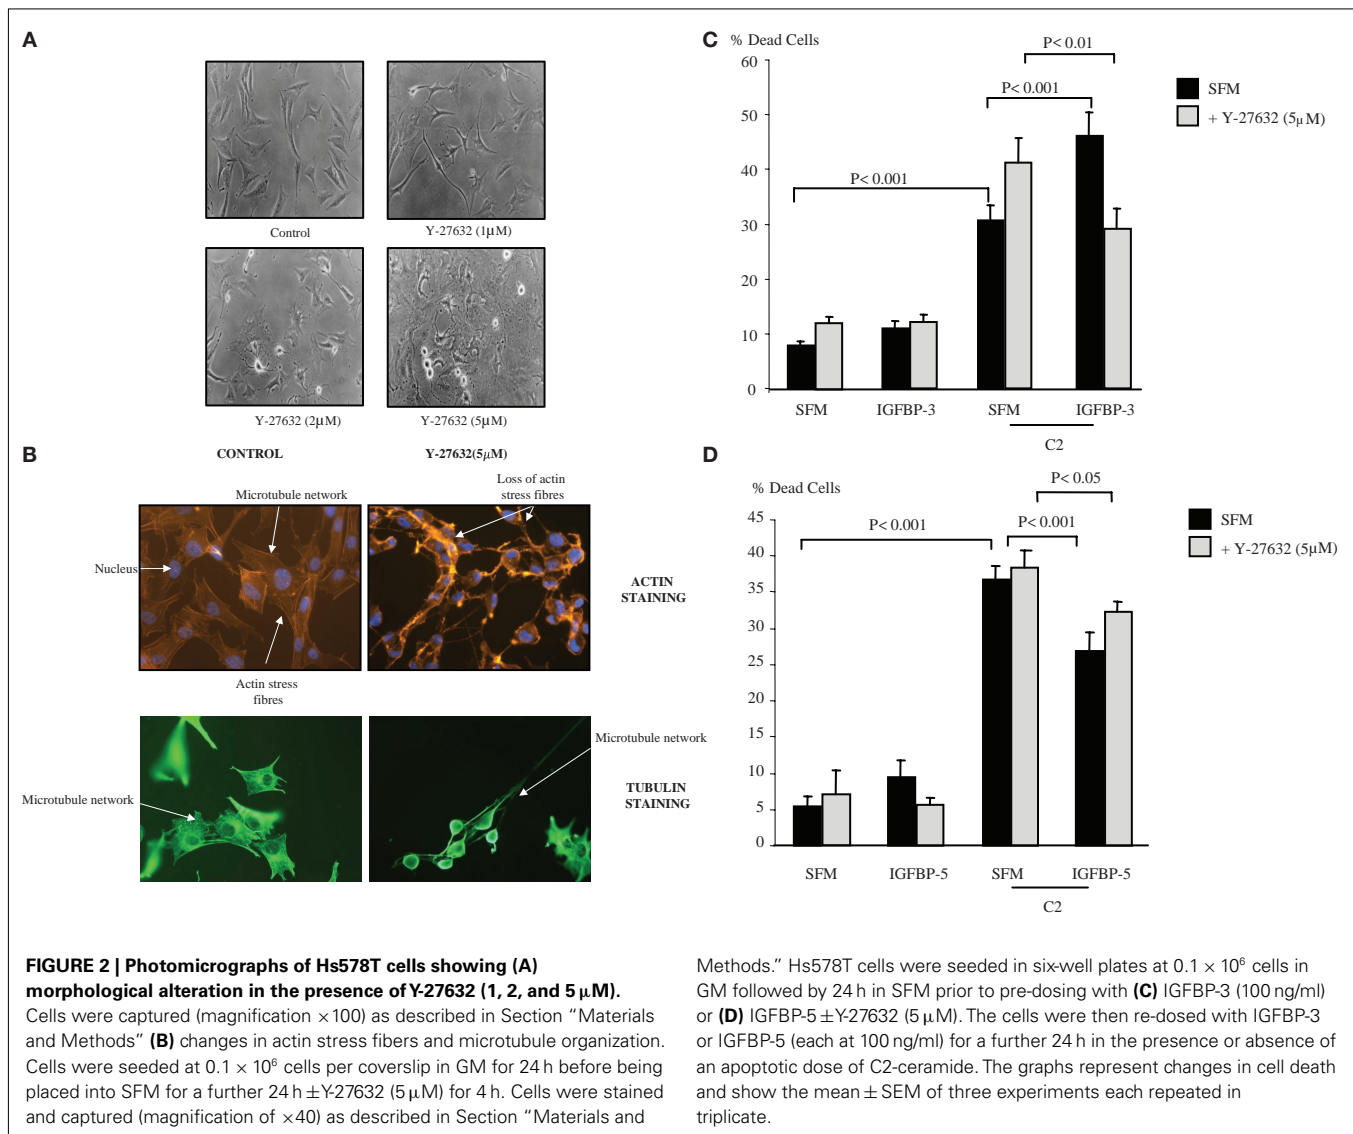 A
Control
Y-27632 (1µM)
Y-27632 (2µM)
Y-27632 (5µM)
B
CONTROL
Y-27632(5µM)
Microtubule network
Loss of actin
stress fibres
Nucleus
ACTIN
STAINING
Actin stress
fibres
Microtubule network
Microtubule network
TUBULIN
STAINING
C
% Dead Cells
60
50
40
30
20
10
0
P< 0.001
P< 0.001
P< 0.01
SFM
+ Y-27632 (5µM)
SFM
IGFBP-3
SFM
IGFBP-3
C2
D
% Dead Cells
45
40
35
30
25
20
15
10
5
0
P< 0.001
P< 0.001
P< 0.05
SFM
+ Y-27632 (5µM)
SFM
IGFBP-5
SFM
IGFBP-5
C2
FIGURE 2 | Photomicrographs of Hs578T cells showing (A)
morphological alteration in the presence of Y-27632 (1, 2, and 5 µM).
Cells were captured (magnification ×100) as described in Section “Materials
and Methods” (B) changes in actin stress fibers and microtubule organization.
Cells were seeded at 0.1 × 10⁶ cells per coverslip in GM for 24 h before being
placed into SFM for a further 24 h ± Y-27632 (5 µM) for 4 h. Cells were stained
and captured (magnification of ×40) as described in Section “Materials and
Methods.” Hs578T cells were seeded in six-well plates at 0.1 × 10⁶ cells in
GM followed by 24 h in SFM prior to pre-dosing with (C) IGFBP-3 (100 ng/ml)
or (D) IGFBP-5 ± Y-27632 (5 µM). The cells were then re-dosed with IGFBP-3
or IGFBP-5 (each at 100 ng/ml) for a further 24 h in the presence or absence of
an apoptotic dose of C2-ceramide. The graphs represent changes in cell death
and show the mean ± SEM of three experiments each repeated in
triplicate.